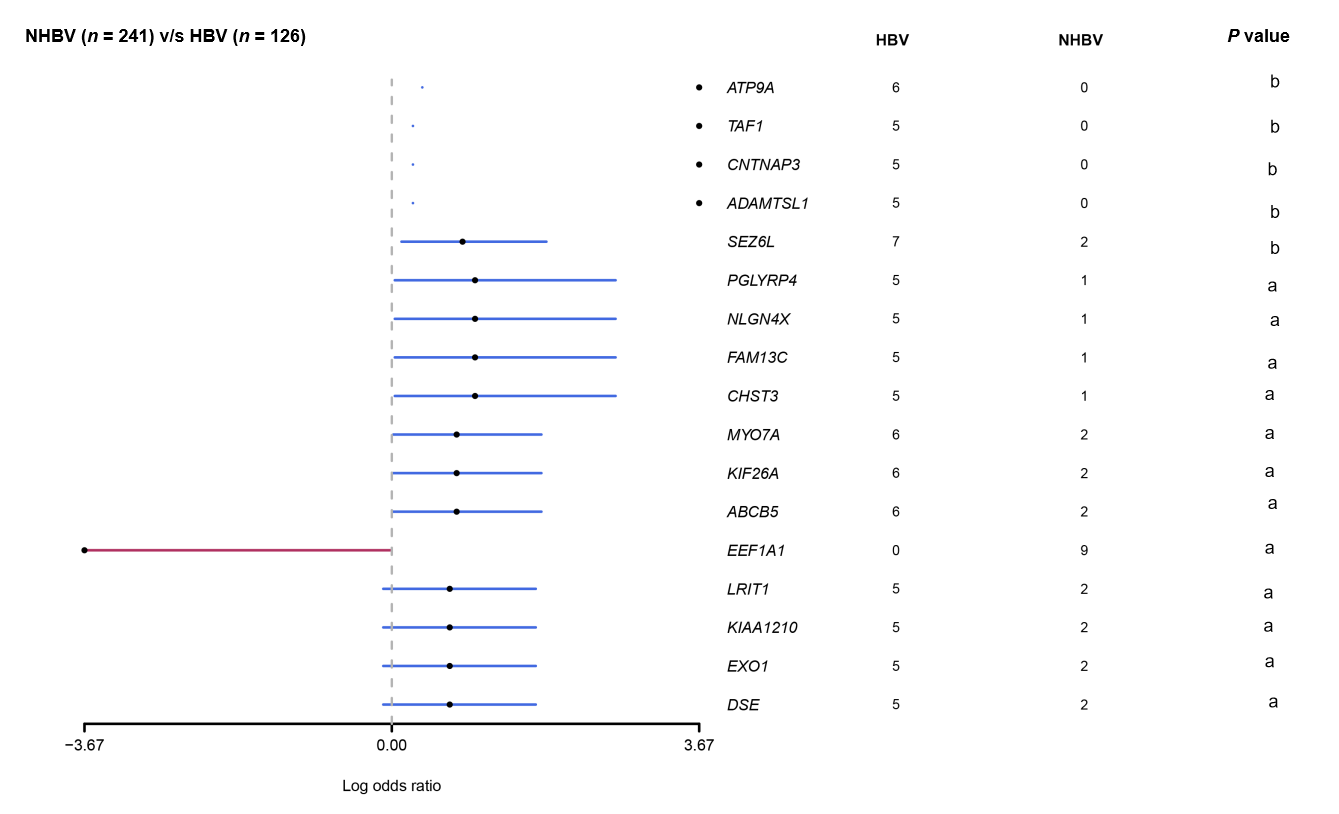 NHBV (n = 241) v/s HBV (n = 126) HBV NHBV P value
ATP9A 6 0 b
TAF1 5 0 b
CNTNAP3 5 0 b
ADAMTSL1 5 0 b
SEZ6L 7 2 b
PGLYRP4 5 1 a
NLGN4X 5 1 a
FAM13C 5 1 a
CHST3 5 1 a
MYO7A 6 2 a
KIF26A 6 2 a
ABCB5 6 2 a
EEF1A1 0 9 a
LRIT1 5 2 a
KIAA1210 5 2 a
EXO1 5 2 a
DSE 5 2 a
−3.67 0.00 3.67
Log odds ratio